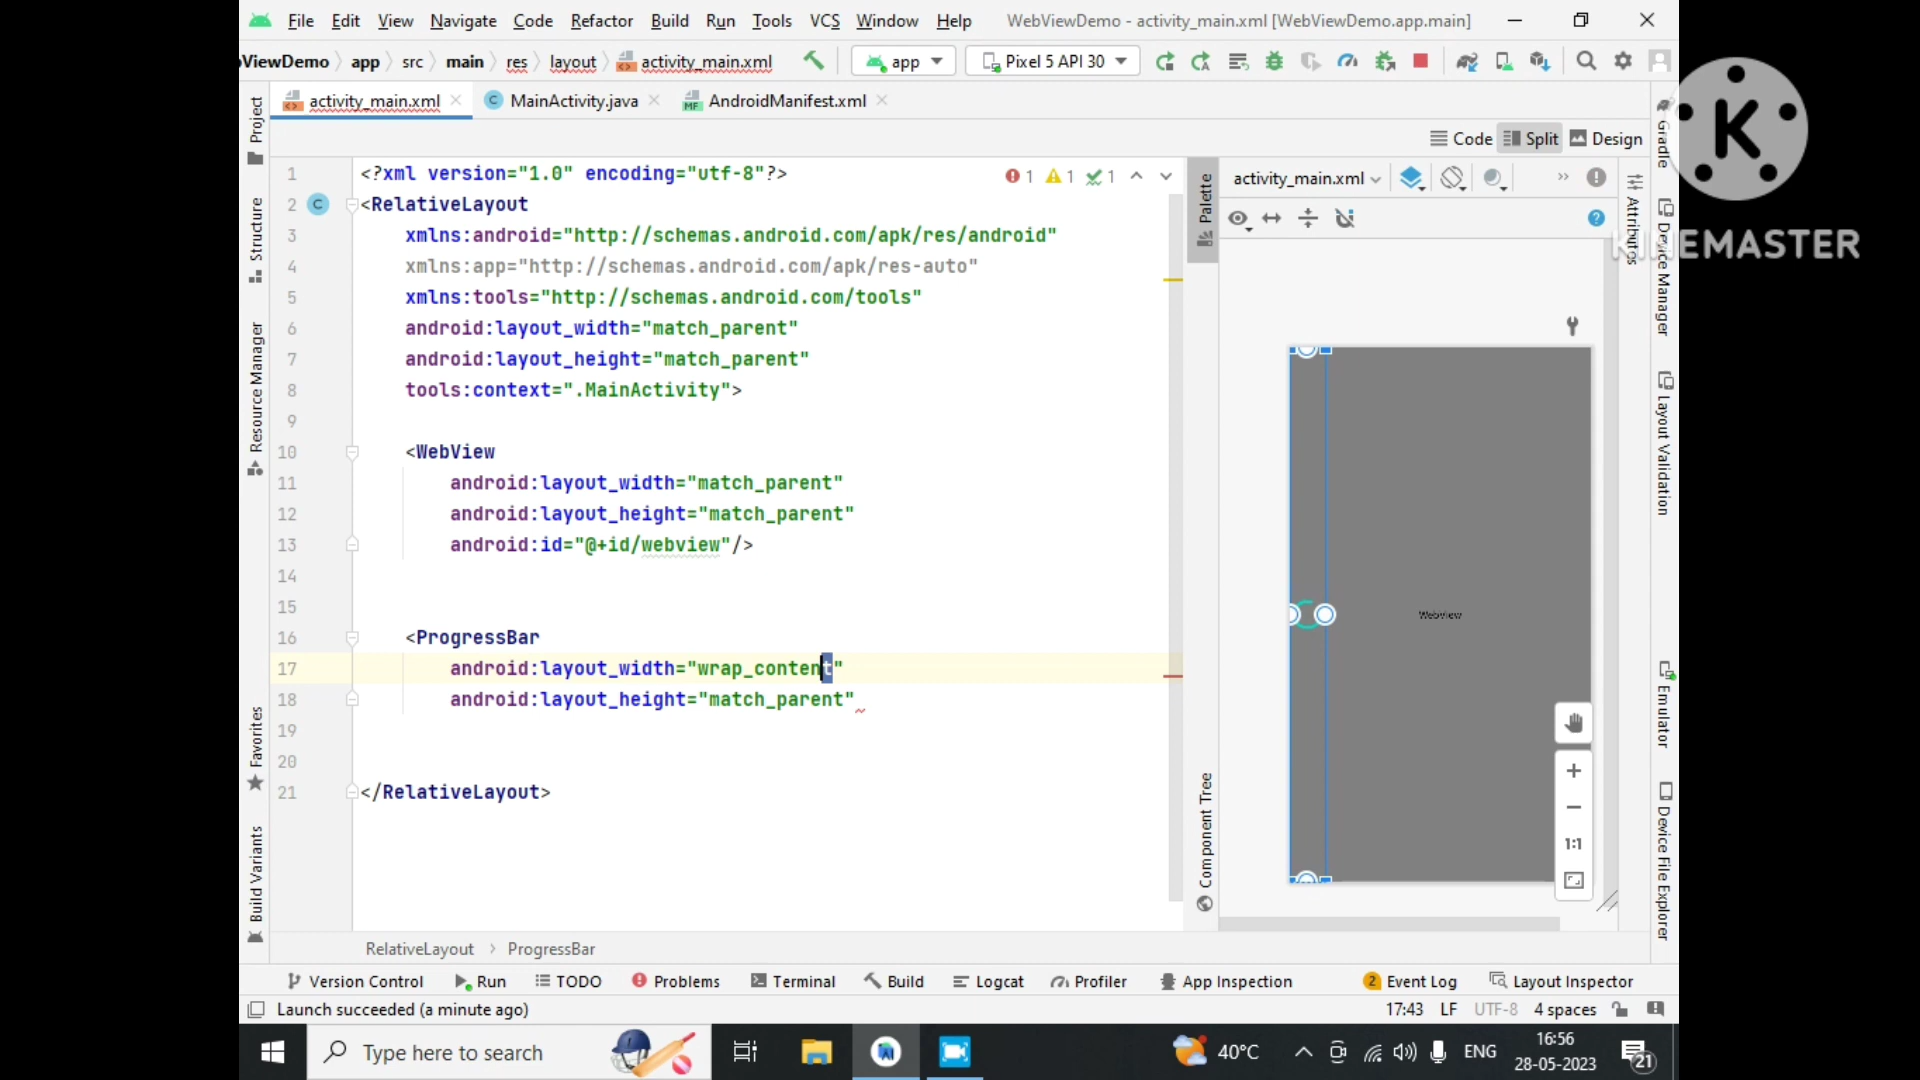 File Edit View Navigate Code Refactor Build Run Tools VCS Window Help WebViewDemo - activity_main.xml [WebViewDemo.app.main]
ViewDemo app src main res layout activity_main.xml app Pixel 5 API 30
activity_main.xml MainActivity.java AndroidManifest.xml
Code Split Design
K
KINEMASTER
1 <?xml version="1.0" encoding="utf-8"?>
2 <RelativeLayout
3 xmlns:android="http://schemas.android.com/apk/res/android"
4 xmlns:app="http://schemas.android.com/apk/res-auto"
5 xmlns:tools="http://schemas.android.com/tools"
6 android:layout_width="match_parent"
7 android:layout_height="match_parent"
8 tools:context=".MainActivity">
9
10 <WebView
11 android:layout_width="match_parent"
12 android:layout_height="match_parent"
13 android:id="@+id/webview"/>
14
15
16 <ProgressBar
17 android:layout_width="wrap_content"
18 android:layout_height="match_parent"
19
20
21 </RelativeLayout>
1 1 1
activity_main.xml
WebView
1:1
Project
Structure
Resource Manager
Favorites
Build Variants
Palette
Component Tree
Attributes
Gradle
Device Manager
Layout Validation
Emulator
Device File Explorer
RelativeLayout ProgressBar
Version Control Run TODO Problems Terminal Build Logcat Profiler App Inspection 2 Event Log Layout Inspector
Launch succeeded (a minute ago) 17:43 LF UTF-8 4 spaces
Type here to search 40°C ENG 16:56
28-05-2023 21